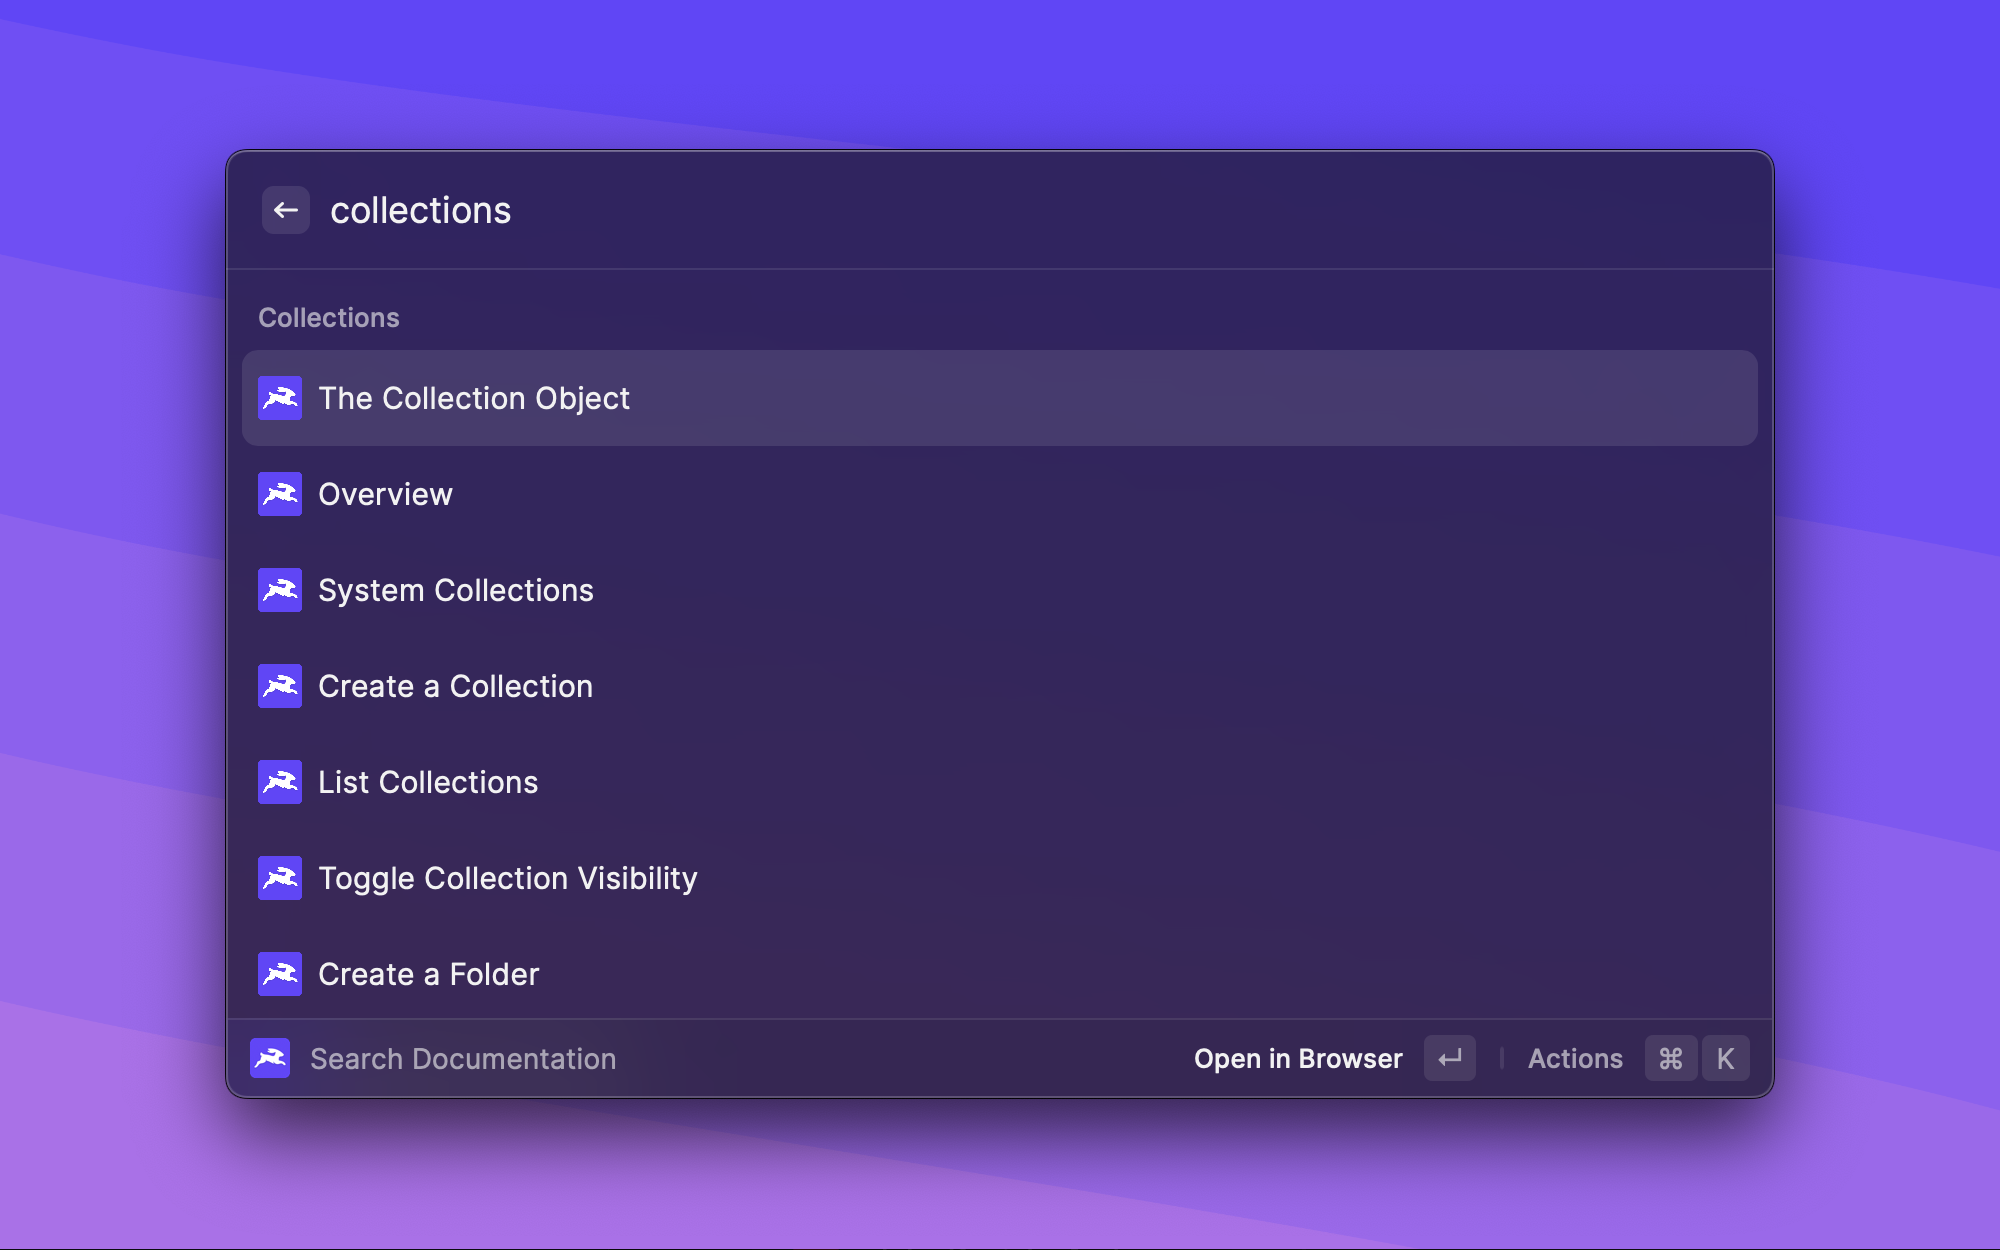 collections
Collections
The Collection Object
Overview
System Collections
Create a Collection
List Collections
Toggle Collection Visibility
Create a Folder
Search Documentation
Open in Browser ↵ | Actions ⌘ K